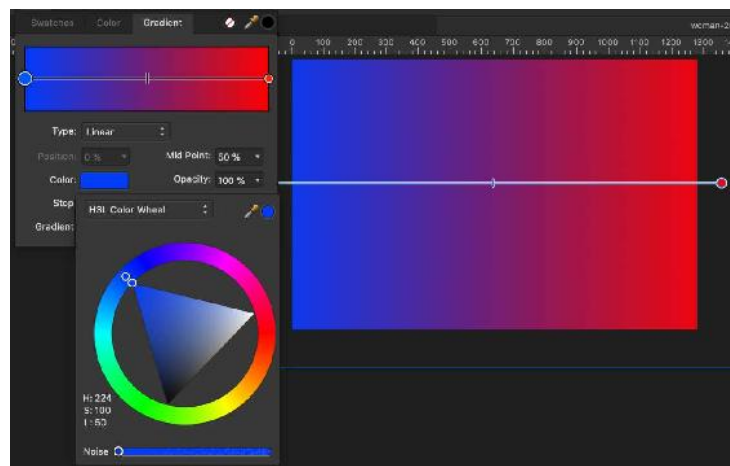 Swatches Color Gradient
woman-2
0 100 200 300 400 500 600 700 800 900 1000 1100 1200 1300
Type: Linear
Position: 0 % Mid Point: 50 %
Color: Opacity: 100 %
Stop
Gradient
HSL Color Wheel
H: 224
S: 100
L: 50
Noise